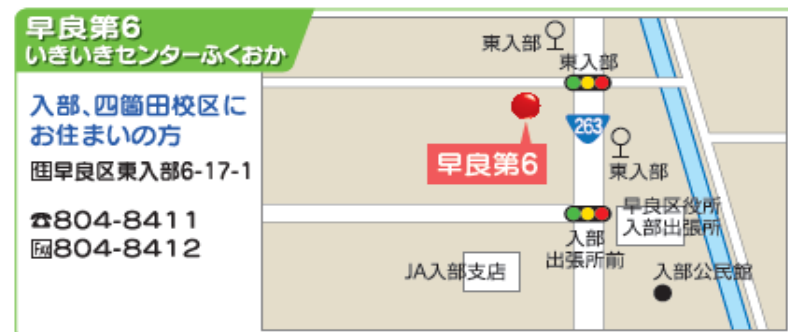 早良第6
いきいきセンターふくおか
入部、四箇田校区に
お住まいの方
住早良区東入部6-17-1
☎804-8411
FAX804-8412
東入部
東入部
263
早良第6
東入部
早良区役所
入部出張所
入部
出張所前
JA入部支店
入部公民館